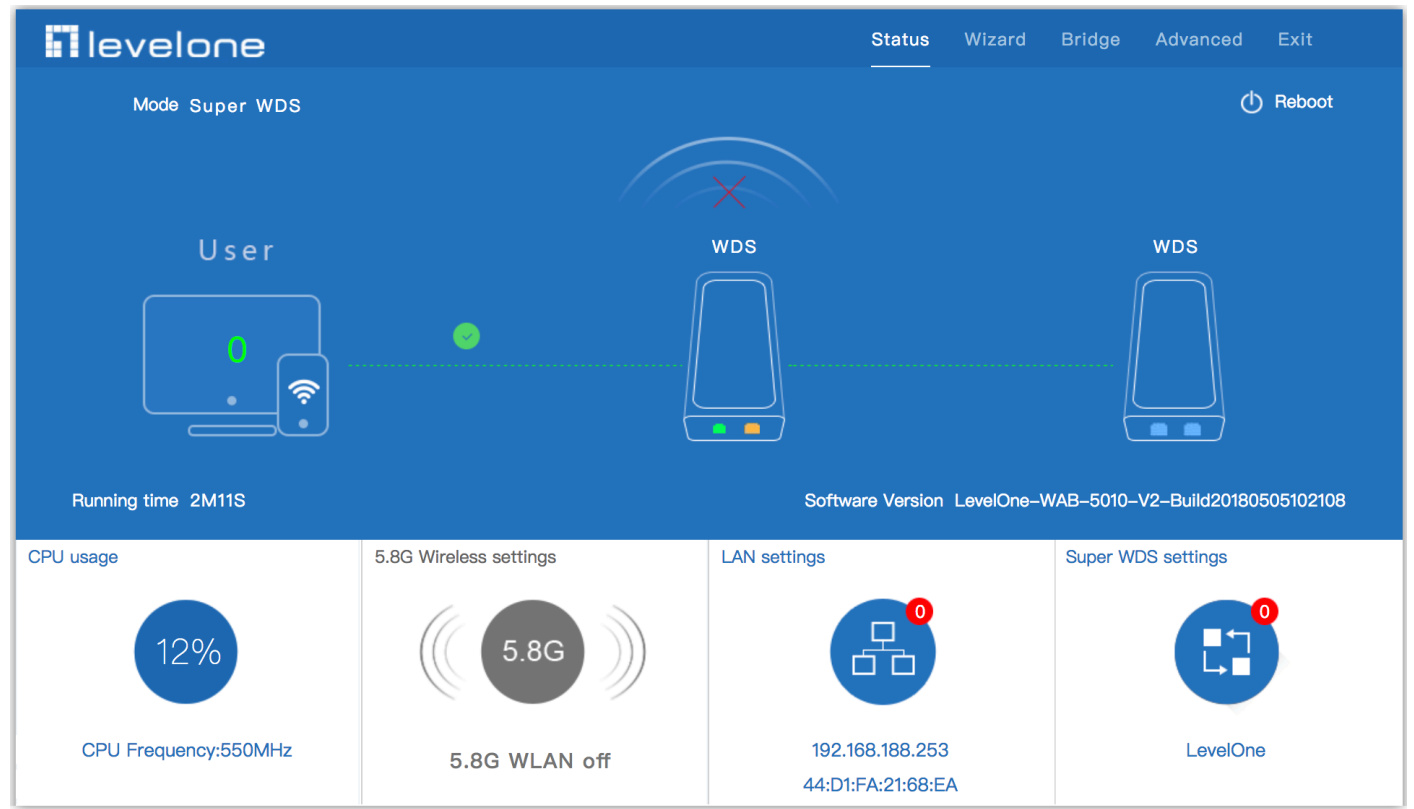 levelone
Status Wizard Bridge Advanced Exit
Mode Super WDS
Reboot
User
WDS
WDS
0
Running time 2M11S
Software Version LevelOne-WAB-5010-V2-Build20180505102108
CPU usage
12%
CPU Frequency:550MHz
5.8G Wireless settings
5.8G
5.8G WLAN off
LAN settings
0
192.168.188.253
44:D1:FA:21:68:EA
Super WDS settings
0
LevelOne